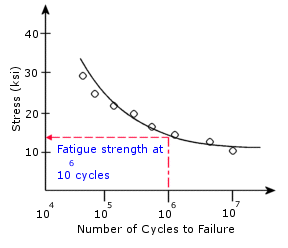 40
30
20
10
Stress (ksi)
Fatigue strength at
6
10 cycles
10 4
10 5
10 6
10 7
Number of Cycles to Failure